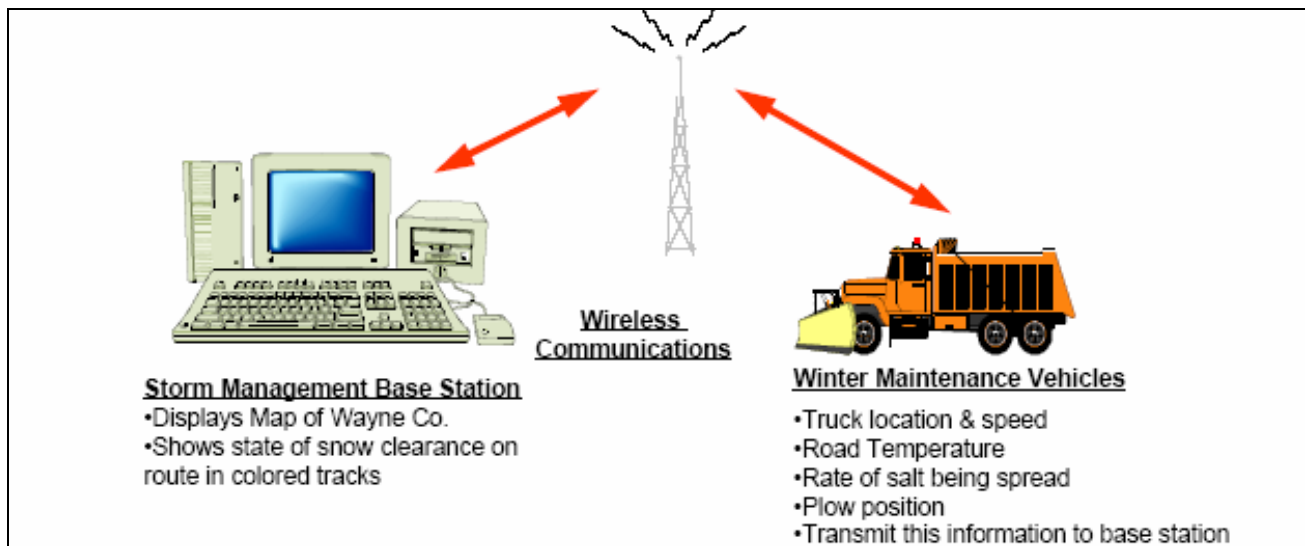 Wireless
Communications
Storm Management Base Station
•Displays Map of Wayne Co.
•Shows state of snow clearance on
route in colored tracks
Winter Maintenance Vehicles
•Truck location & speed
•Road Temperature
•Rate of salt being spread
•Plow position
•Transmit this information to base station